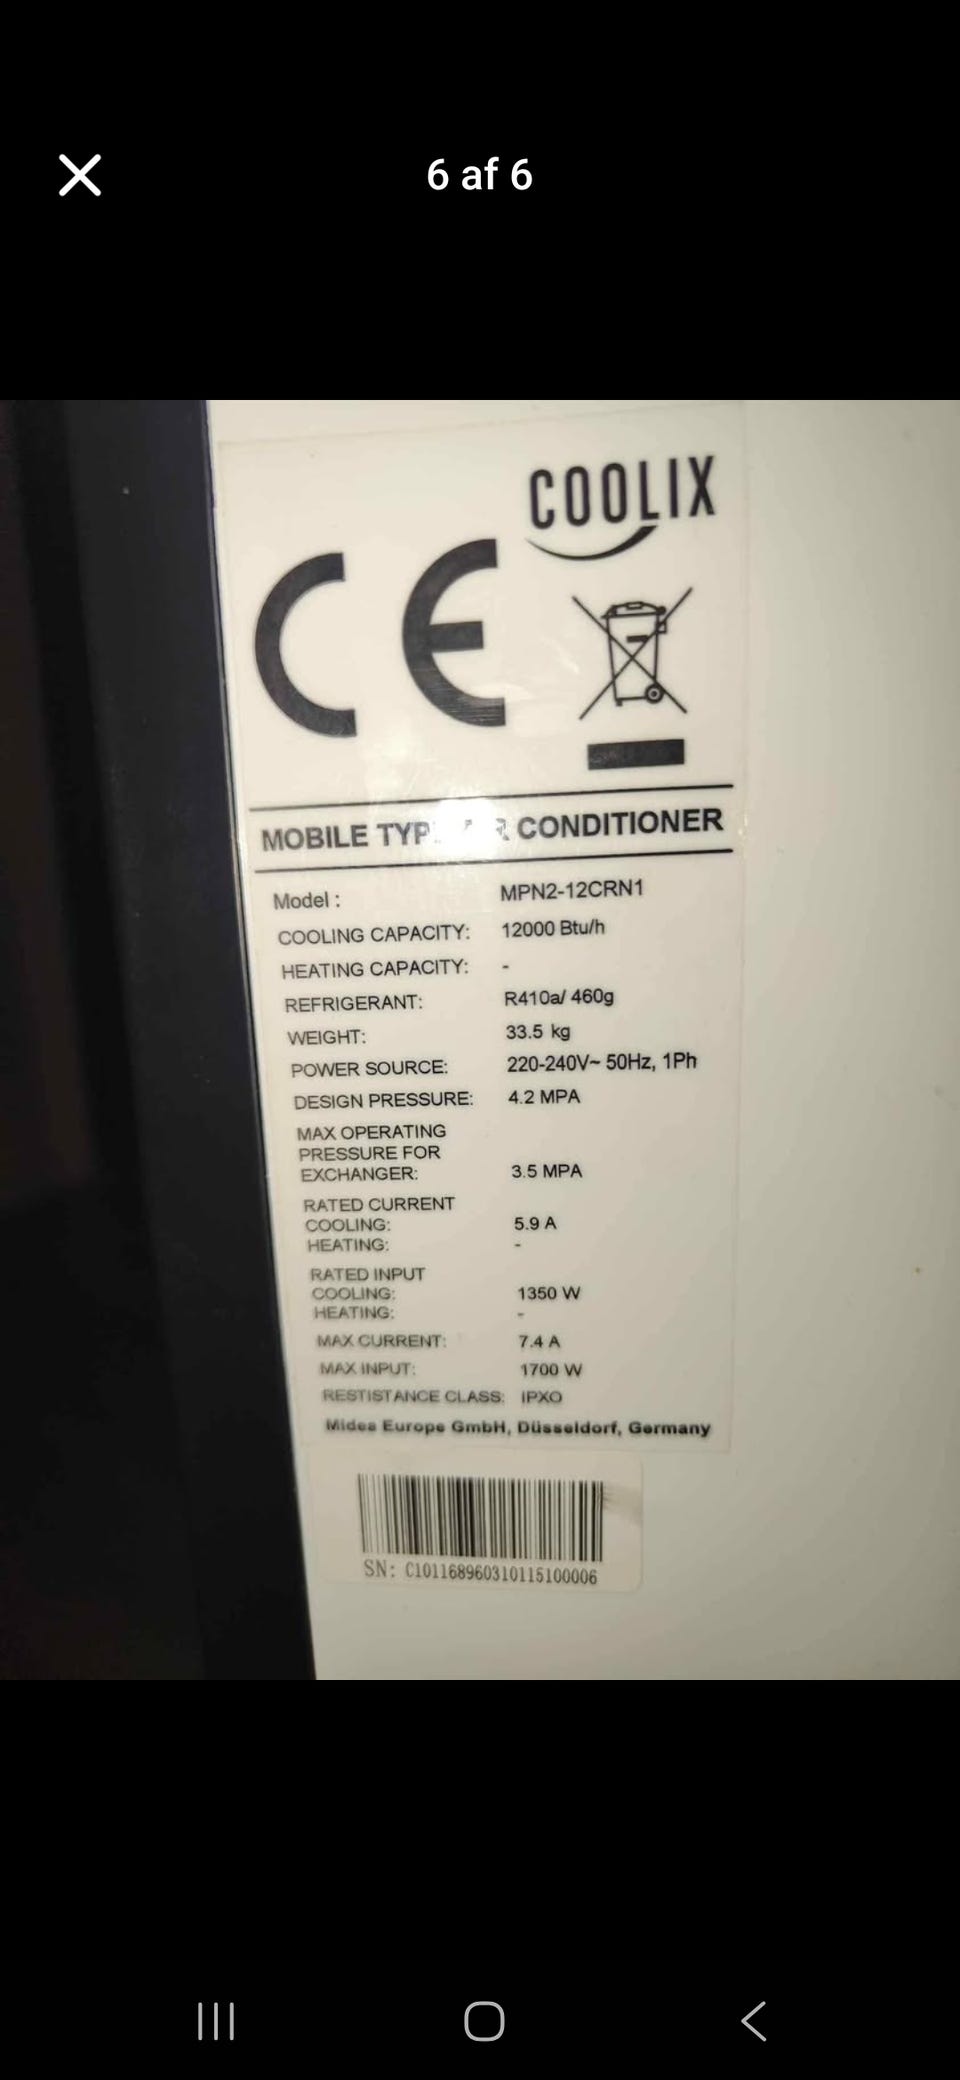 6 af 6
COOLIX
CE
MOBILE CONDITIONER
Model : MPN2-12CRN1
COOLING CAPACITY: 12000 Btu/h
HEATING CAPACITY: -
REFRIGERANT: R410a/ 460g
WEIGHT: 33.5 kg
POWER SOURCE: 220-240V~ 50Hz, 1Ph
DESIGN PRESSURE: 4.2 MPA
MAX OPERATING
PRESSURE FOR
EXCHANGER: 3.5 MPA
RATED CURRENT
COOLING: 5.9 A
HEATING: -
RATED INPUT
COOLING: 1350 W
HEATING: -
MAX CURRENT: 7.4 A
MAX INPUT: 1700 W
RESTISTANCE CLASS: IPXO
Midea Europe GmbH, Düsseldorf, Germany
SN: C101168960310115100006